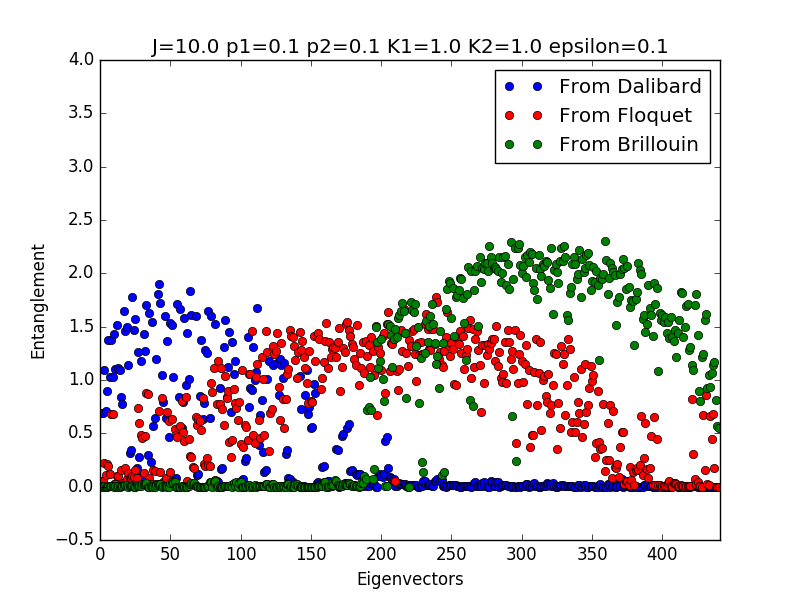 J=10.0 p1=0.1 p2=0.1 K1=1.0 K2=1.0 epsilon=0.1
4.0
3.5
3.0
2.5
2.0
1.5
1.0
0.5
0.0
−0.5
Entanglement
From Dalibard
From Floquet
From Brillouin
0 50 100 150 200 250 300 350 400
Eigenvectors